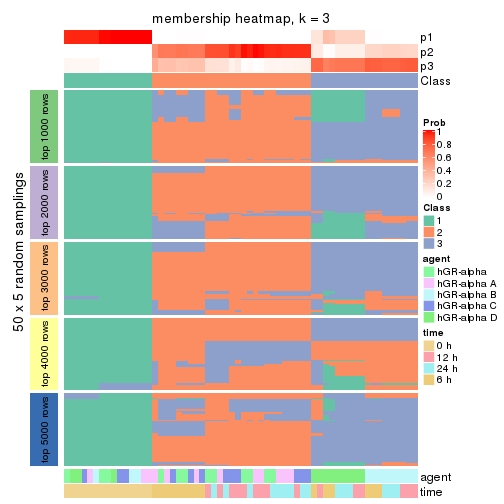 membership heatmap, k = 3
p1
p2
p3
Class
50 x 5 random samplings
top 1000 rows
top 2000 rows
top 3000 rows
top 4000 rows
top 5000 rows
agent
time
Prob
1
0.8
0.6
0.4
0.2
0
Class
1
2
3
agent
hGR-alpha
hGR-alpha A
hGR-alpha B
hGR-alpha C
hGR-alpha D
time
0 h
12 h
24 h
6 h